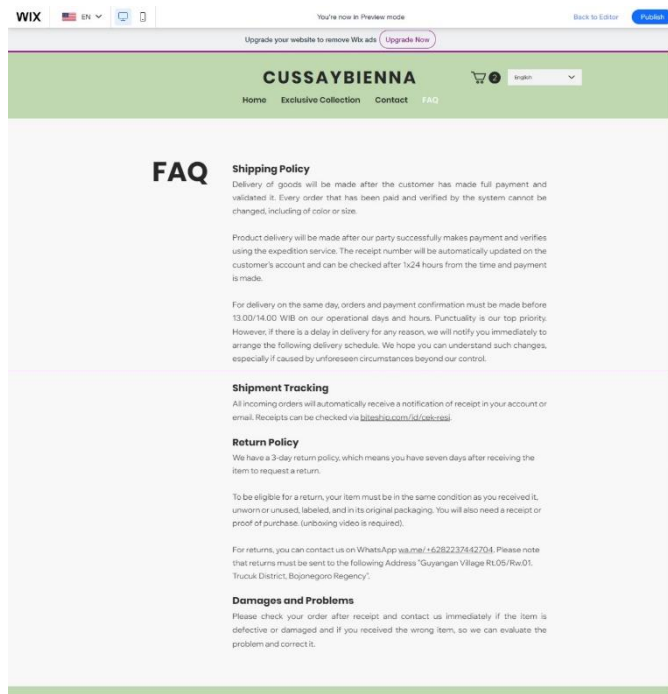 WIX
EN
You're now in Preview mode
Back to Editor
Publish
Upgrade your website to remove Wix ads
Upgrade Now
CUSSAYBIENNA
2
English
Home Exclusive Collection Contact FAQ
FAQ
Shipping Policy
Delivery of goods will be made after the customer has made full payment and
validated it. Every order that has been paid and verified by the system cannot be
changed, including of color or size.
Product delivery will be made after our party successfully makes payment and verifies
using the expedition service. The receipt number will be automatically updated on the
customer's account and can be checked after 1x24 hours from the time and payment
is made.
For delivery on the same day, orders and payment confirmation must be made before
13.00/14.00 WIB on our operational days and hours. Punctuality is our top priority.
However, if there is a delay in delivery for any reason, we will notify you immediately to
arrange the following delivery schedule. We hope you can understand such changes,
especially if caused by unforeseen circumstances beyond our control.
Shipment Tracking
All incoming orders will automatically receive a notification of receipt in your account or
email. Receipts can be checked via biteship.com/id/cek-resi.
Return Policy
We have a 3-day return policy, which means you have seven days after receiving the
item to request a return.
To be eligible for a return, your item must be in the same condition as you received it,
unworn or unused, labeled, and in its original packaging. You will also need a receipt or
proof of purchase. (unboxing video is required).
For returns, you can contact us on WhatsApp wa.me/+6282237442704. Please note
that returns must be sent to the following Address "Guyangan Village Rt.05/Rw.01.
Trucuk District, Bojonegoro Regency".
Damages and Problems
Please check your order after receipt and contact us immediately if the item is
defective or damaged and if you received the wrong item, so we can evaluate the
problem and correct it.